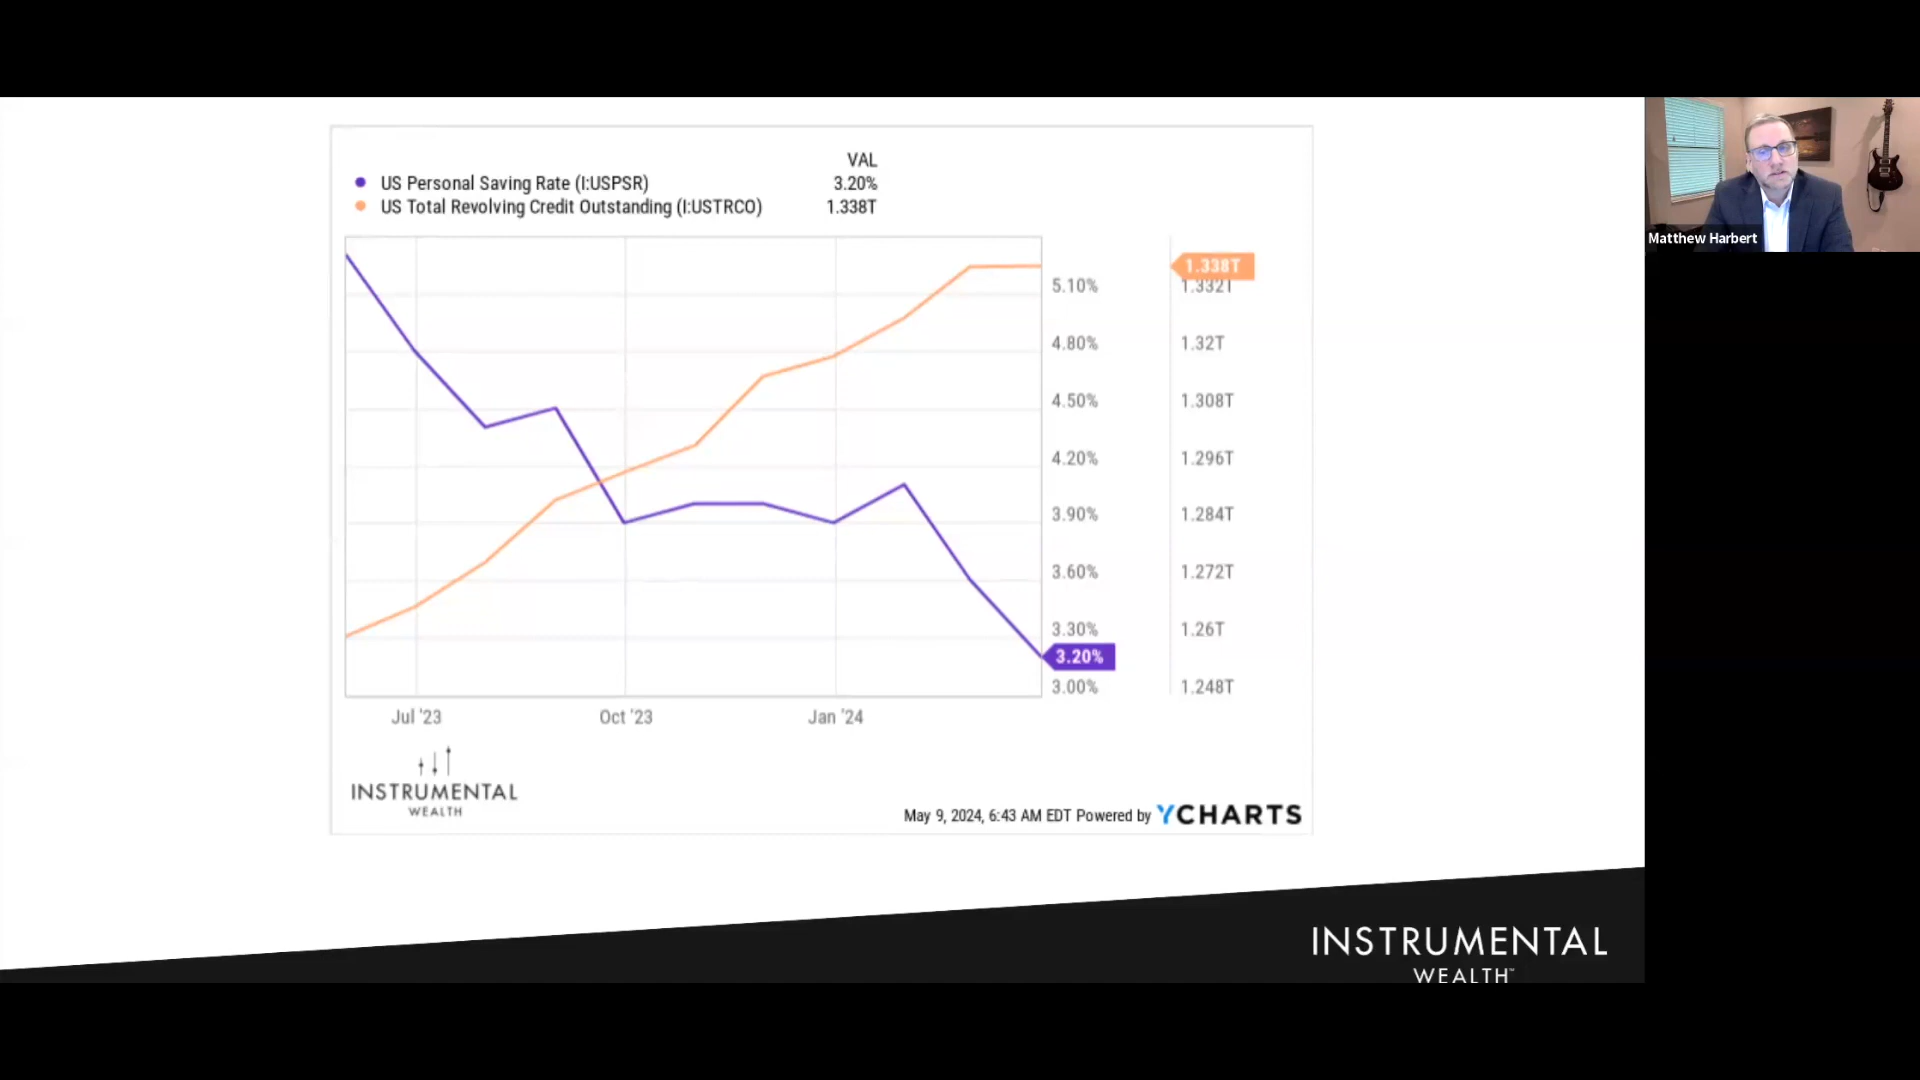 VAL
US Personal Saving Rate (I:USPSR) 3.20%
US Total Revolving Credit Outstanding (I:USTRCO) 1.338T
1.338T
5.10% 1.332T
4.80% 1.32T
4.50% 1.308T
4.20% 1.296T
3.90% 1.284T
3.60% 1.272T
3.30% 1.26T
3.20%
3.00% 1.248T
Jul '23 Oct '23 Jan '24
INSTRUMENTAL
WEALTH
May 9, 2024, 6:43 AM EDT Powered by YCHARTS
INSTRUMENTAL
WEALTH™
Matthew Harbert